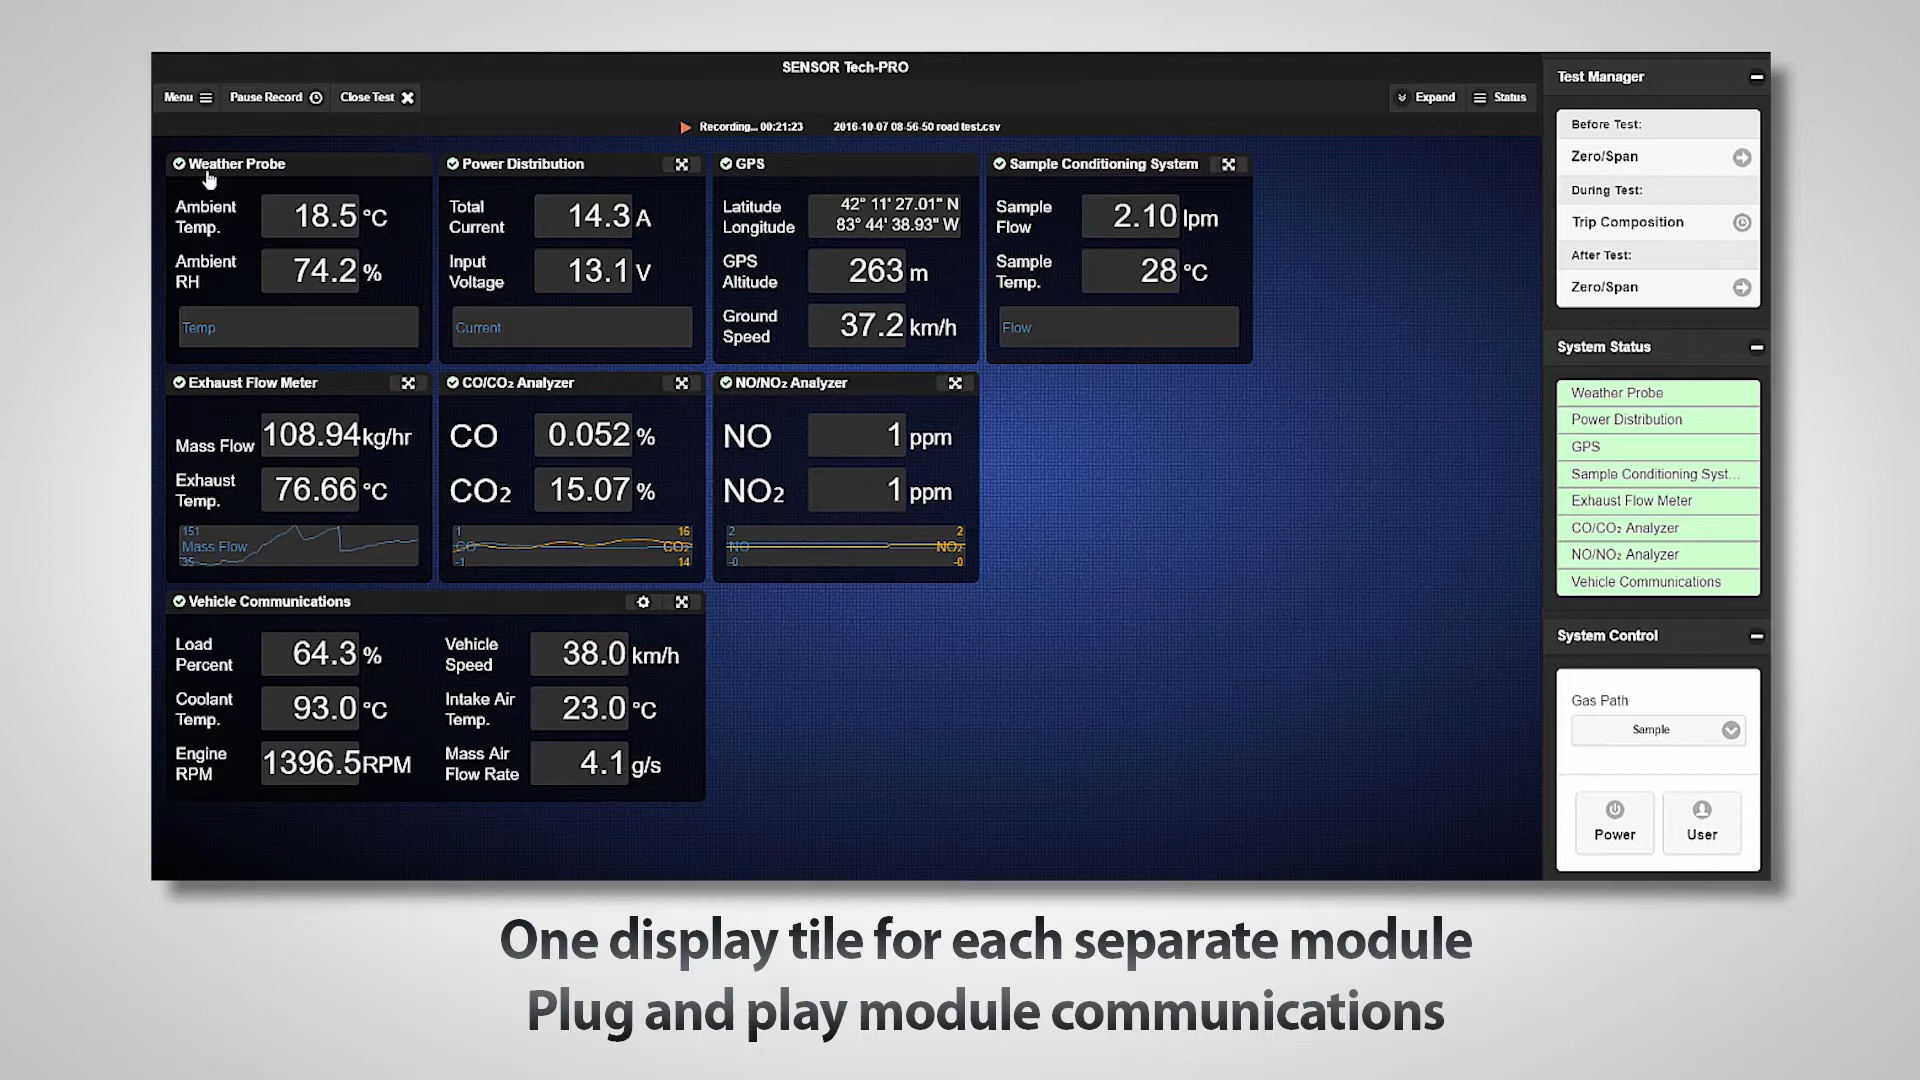 SENSOR Tech-PRO
Menu
Pause Record
Close Test
Expand
Status
Recording... 00:21:23
2016-10-07 08-56-50 road test.csv
Weather Probe
Ambient
Temp.
18.5 °C
Ambient
RH
74.2 %
Temp
Power Distribution
Total
Current
14.3 A
Input
Voltage
13.1 V
Current
GPS
Latitude
Longitude
42° 11' 27.01" N
83° 44' 38.93" W
GPS
Altitude
263 m
Ground
Speed
37.2 km/h
Sample Conditioning System
Sample
Flow
2.10 lpm
Sample
Temp.
28 °C
Flow
Exhaust Flow Meter
Mass Flow
108.94 kg/hr
Exhaust
Temp.
76.66 °C
151
Mass Flow
35
CO/CO₂ Analyzer
CO
0.052 %
CO₂
15.07 %
1
16
CO
CO₂
-1
14
NO/NO₂ Analyzer
NO
1 ppm
NO₂
1 ppm
2
2
NO
NO₂
-0
-0
Vehicle Communications
Load
Percent
64.3 %
Coolant
Temp.
93.0 °C
Engine
RPM
1396.5 RPM
Vehicle
Speed
38.0 km/h
Intake Air
Temp.
23.0 °C
Mass Air
Flow Rate
4.1 g/s
Test Manager
Before Test:
Zero/Span
During Test:
Trip Composition
After Test:
Zero/Span
System Status
Weather Probe
Power Distribution
GPS
Sample Conditioning Syst...
Exhaust Flow Meter
CO/CO₂ Analyzer
NO/NO₂ Analyzer
Vehicle Communications
System Control
Gas Path
Sample
Power
User
One display tile for each separate module
Plug and play module communications